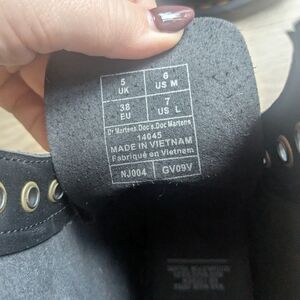 5 UK 6 US M
38 EU 7 US L
Dr Martens.Doc's.Doc Martens
14045
MADE IN VIETNAM
Fabriqué en Vietnam
NJ004 GV09V